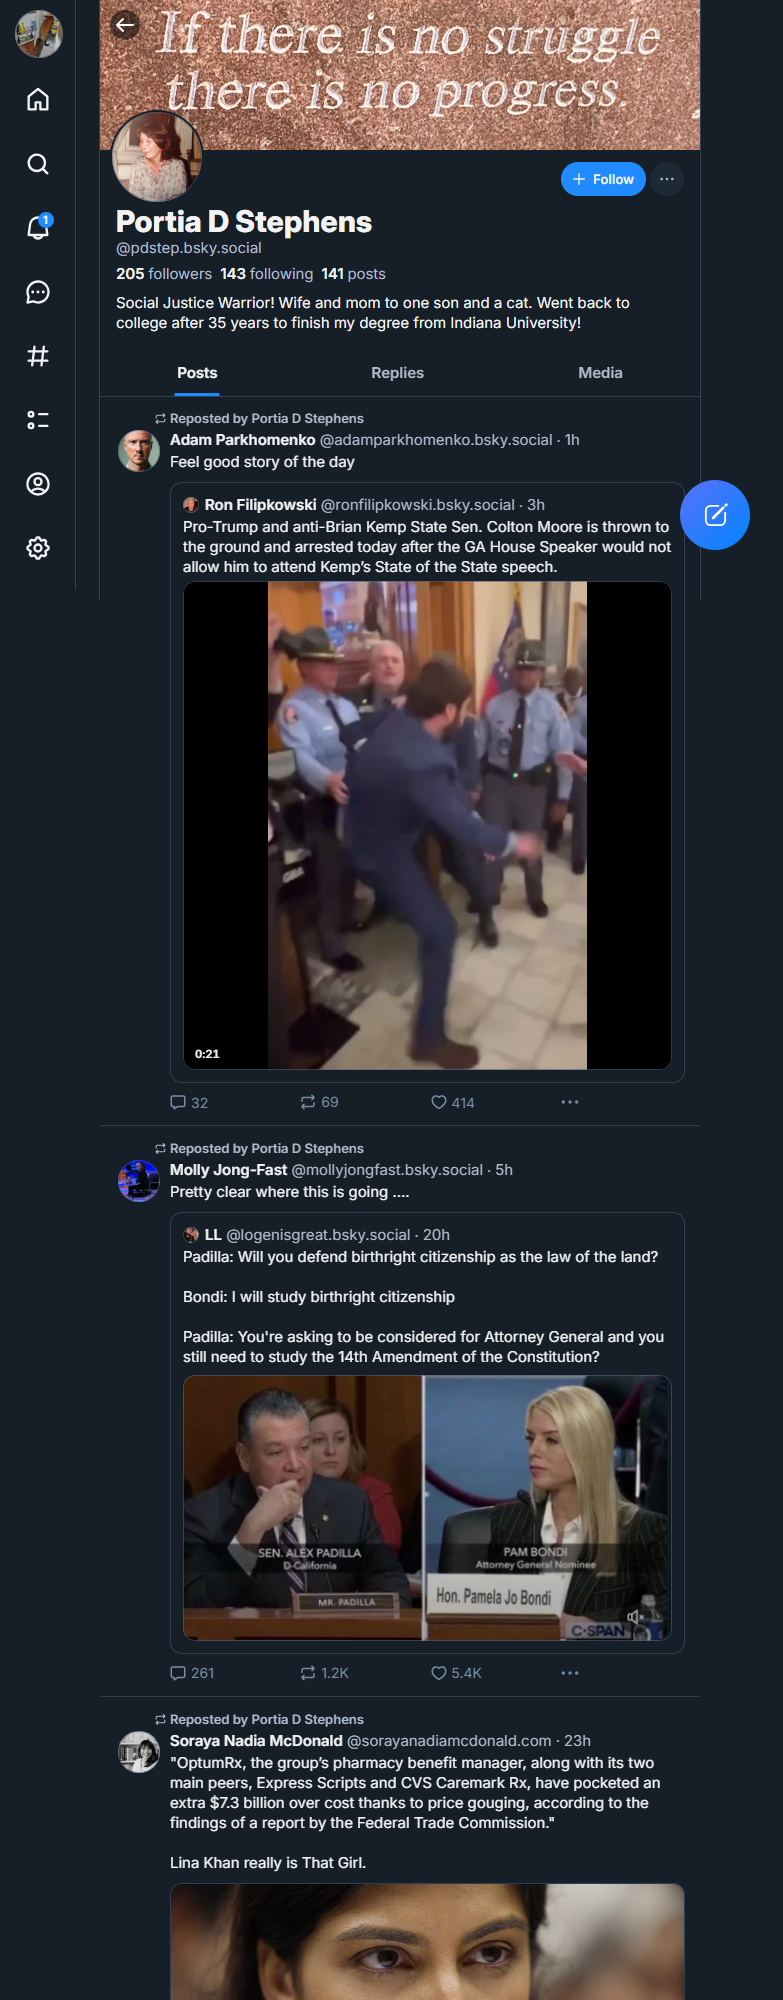 If there is no struggle
there is no progress.
+ Follow
Portia D Stephens
@pdstep.bsky.social
205 followers 143 following 141 posts
Social Justice Warrior! Wife and mom to one son and a cat. Went back to
college after 35 years to finish my degree from Indiana University!
1
Posts Replies Media
Reposted by Portia D Stephens
Adam Parkhomenko @adamparkhomenko.bsky.social · 1h
Feel good story of the day
Ron Filipkowski @ronfilipkowski.bsky.social · 3h
Pro-Trump and anti-Brian Kemp State Sen. Colton Moore is thrown to
the ground and arrested today after the GA House Speaker would not
allow him to attend Kemp's State of the State speech.
0:21
32 69 414
Reposted by Portia D Stephens
Molly Jong-Fast @mollyjongfast.bsky.social · 5h
Pretty clear where this is going ....
LL @logenisgreat.bsky.social · 20h
Padilla: Will you defend birthright citizenship as the law of the land?
Bondi: I will study birthright citizenship
Padilla: You're asking to be considered for Attorney General and you
still need to study the 14th Amendment of the Constitution?
SEN. ALEX PADILLA
D-California
MR. PADILLA
PAM BONDI
Attorney General Nominee
Hon. Pamela Jo Bondi
C-SPAN
261 1.2K 5.4K
Reposted by Portia D Stephens
Soraya Nadia McDonald @sorayanadiamcdonald.com · 23h
"OptumRx, the group's pharmacy benefit manager, along with its two
main peers, Express Scripts and CVS Caremark Rx, have pocketed an
extra $7.3 billion over cost thanks to price gouging, according to the
findings of a report by the Federal Trade Commission."
Lina Khan really is That Girl.